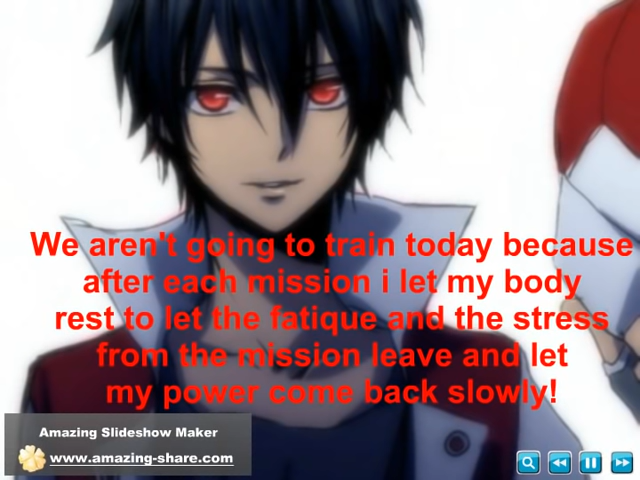 We aren't going to train today because
after each mission i let my body
rest to let the fatique and the stress
from the mission leave and let
my power come back slowly!
Amazing Slideshow Maker
www.amazing-share.com